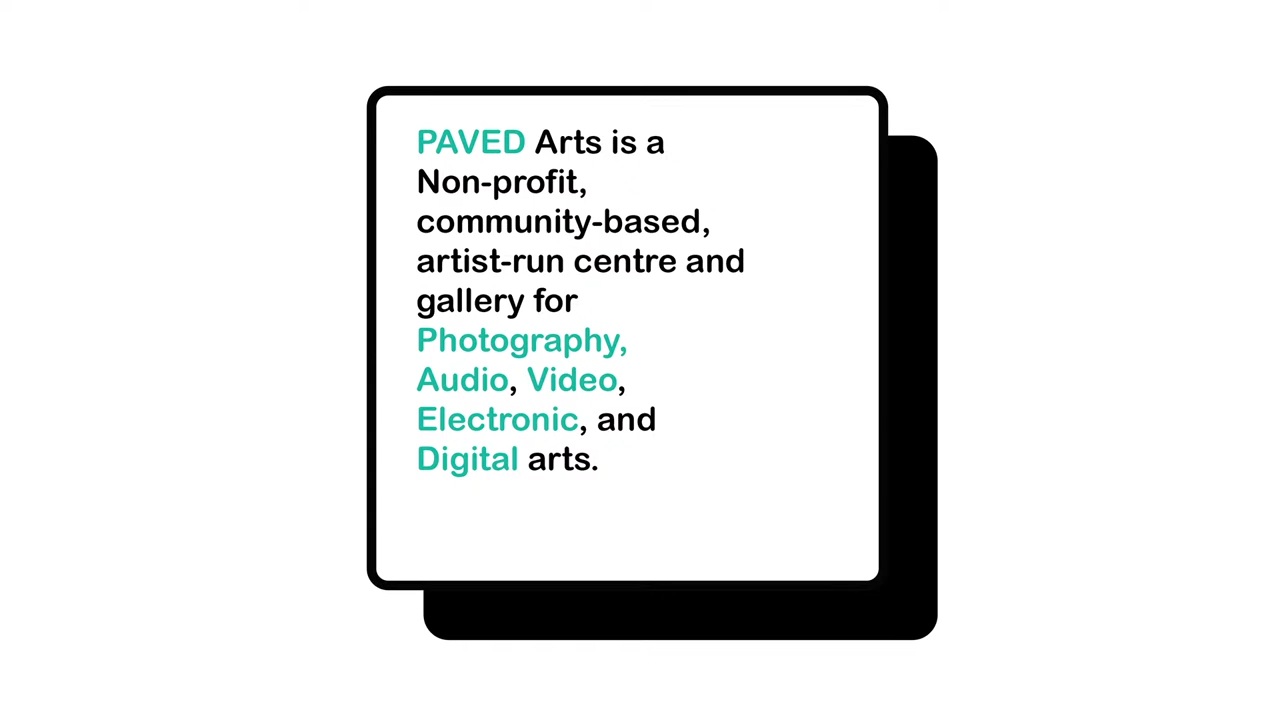 PAVED Arts is a
Non-profit,
community-based,
artist-run centre and
gallery for
Photography,
Audio, Video,
Electronic, and
Digital arts.